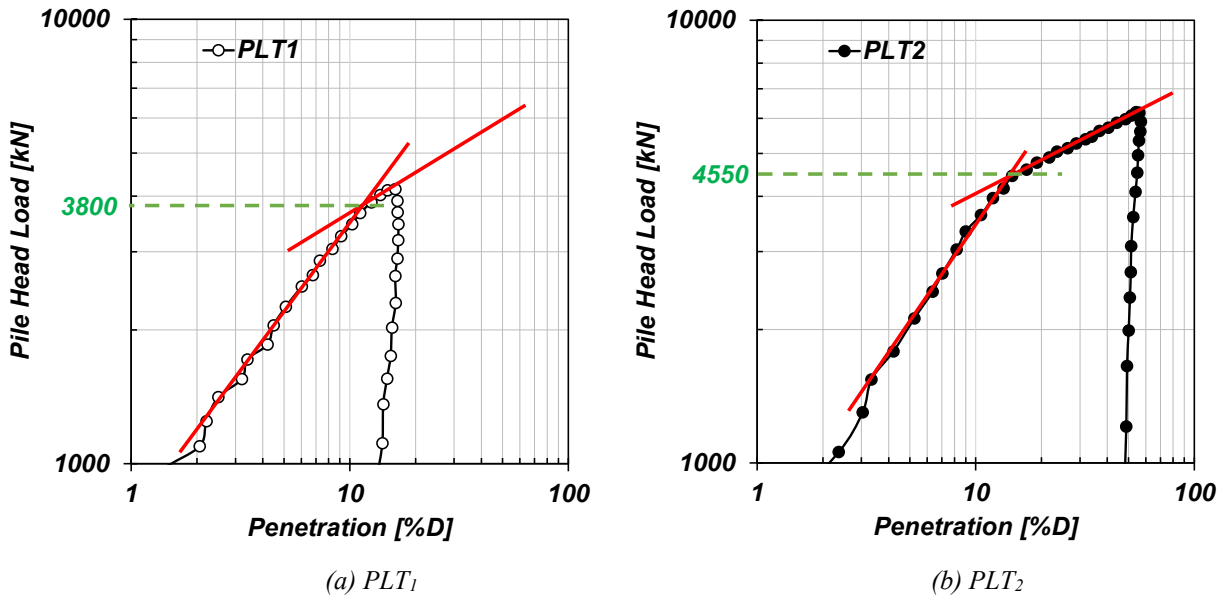 10000
PLT1
Pile Head Load [kN]
3800
1000
1
10
100
Penetration [%D]
(a) PLT1
10000
PLT2
Pile Head Load [kN]
4550
1000
1
10
100
Penetration [%D]
(b) PLT2